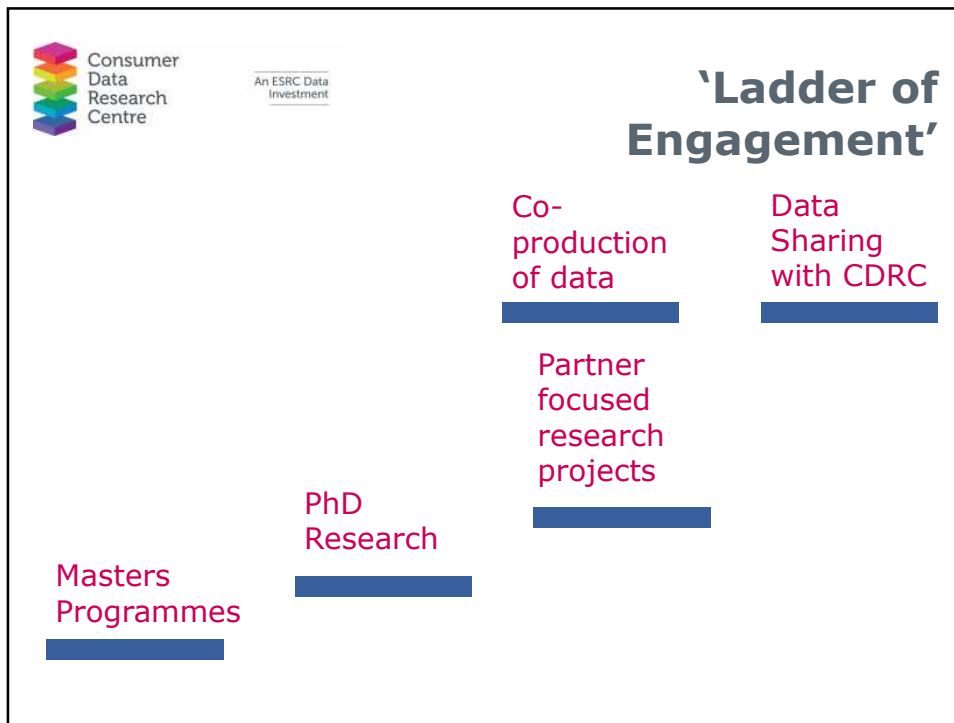 Consumer
Data
Research
Centre
An ESRC Data
Investment
‘Ladder of
Engagement’
Co-
production
of data
Data
Sharing
with CDRC
Partner
focused
research
projects
PhD
Research
Masters
Programmes